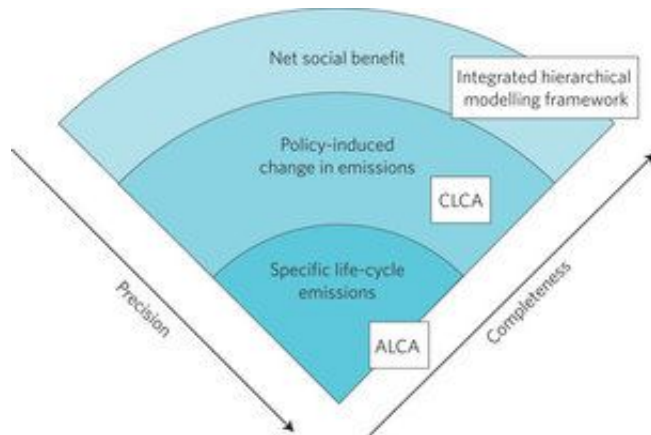 Net social benefit
Integrated hierarchical
modelling framework
Policy-induced
change in emissions
CLCA
Specific life-cycle
emissions
ALCA
Precision
Completeness